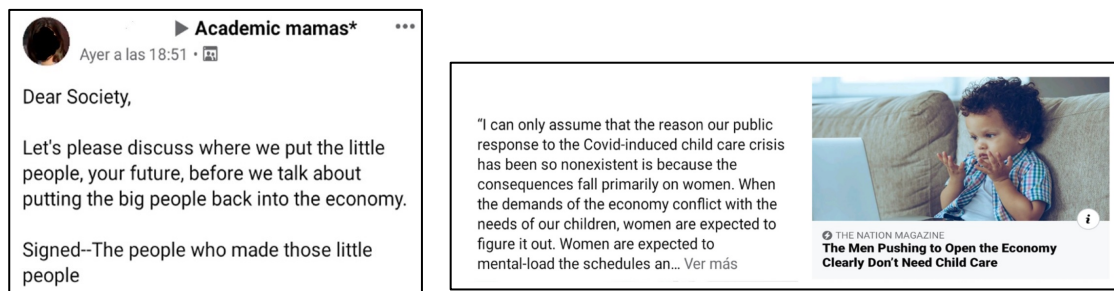 Academic mamas*
Ayer a las 18:51
Dear Society,
Let's please discuss where we put the little
people, your future, before we talk about
putting the big people back into the economy.
Signed--The people who made those little
people
“I can only assume that the reason our public
response to the Covid-induced child care crisis
has been so nonexistent is because the
consequences fall primarily on women. When
the demands of the economy conflict with the
needs of our children, women are expected to
figure it out. Women are expected to
mental-load the schedules an... Ver más
THE NATION MAGAZINE
The Men Pushing to Open the Economy
Clearly Don’t Need Child Care